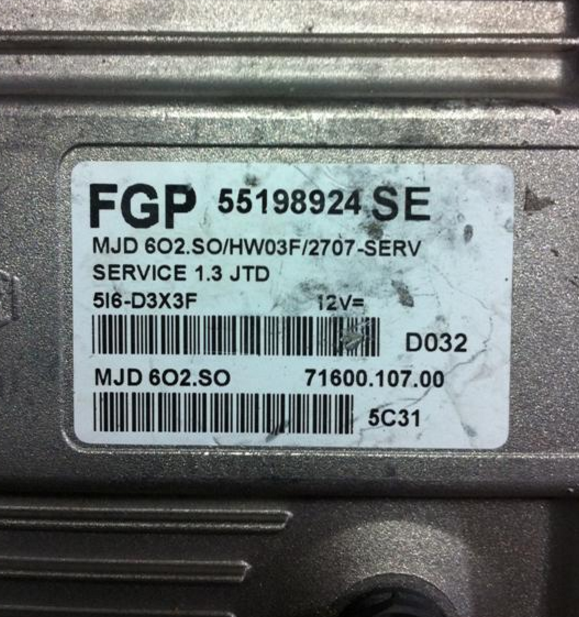 FGP 55198924 SE
MJD 6O2.SO/HW03F/2707-SERV
SERVICE 1.3 JTD
5I6-D3X3F 12V=
D032
MJD 6O2.SO 71600.107.00
5C31